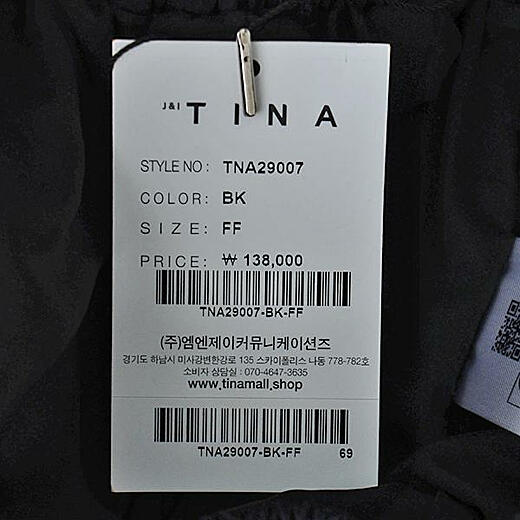 J&I TINA
STYLE NO: TNA29007
COLOR: BK
SIZE: FF
PRICE: ₩ 138,000
TNA29007-BK-FF
(주)엠엔제이커뮤니케이션즈
경기도 하남시 미사강변한강로 135 스카이폴리스 나동 778-782호
소비자 상담실 : 070-4647-3635
www.tinamall.shop
TNA29007-BK-FF 69